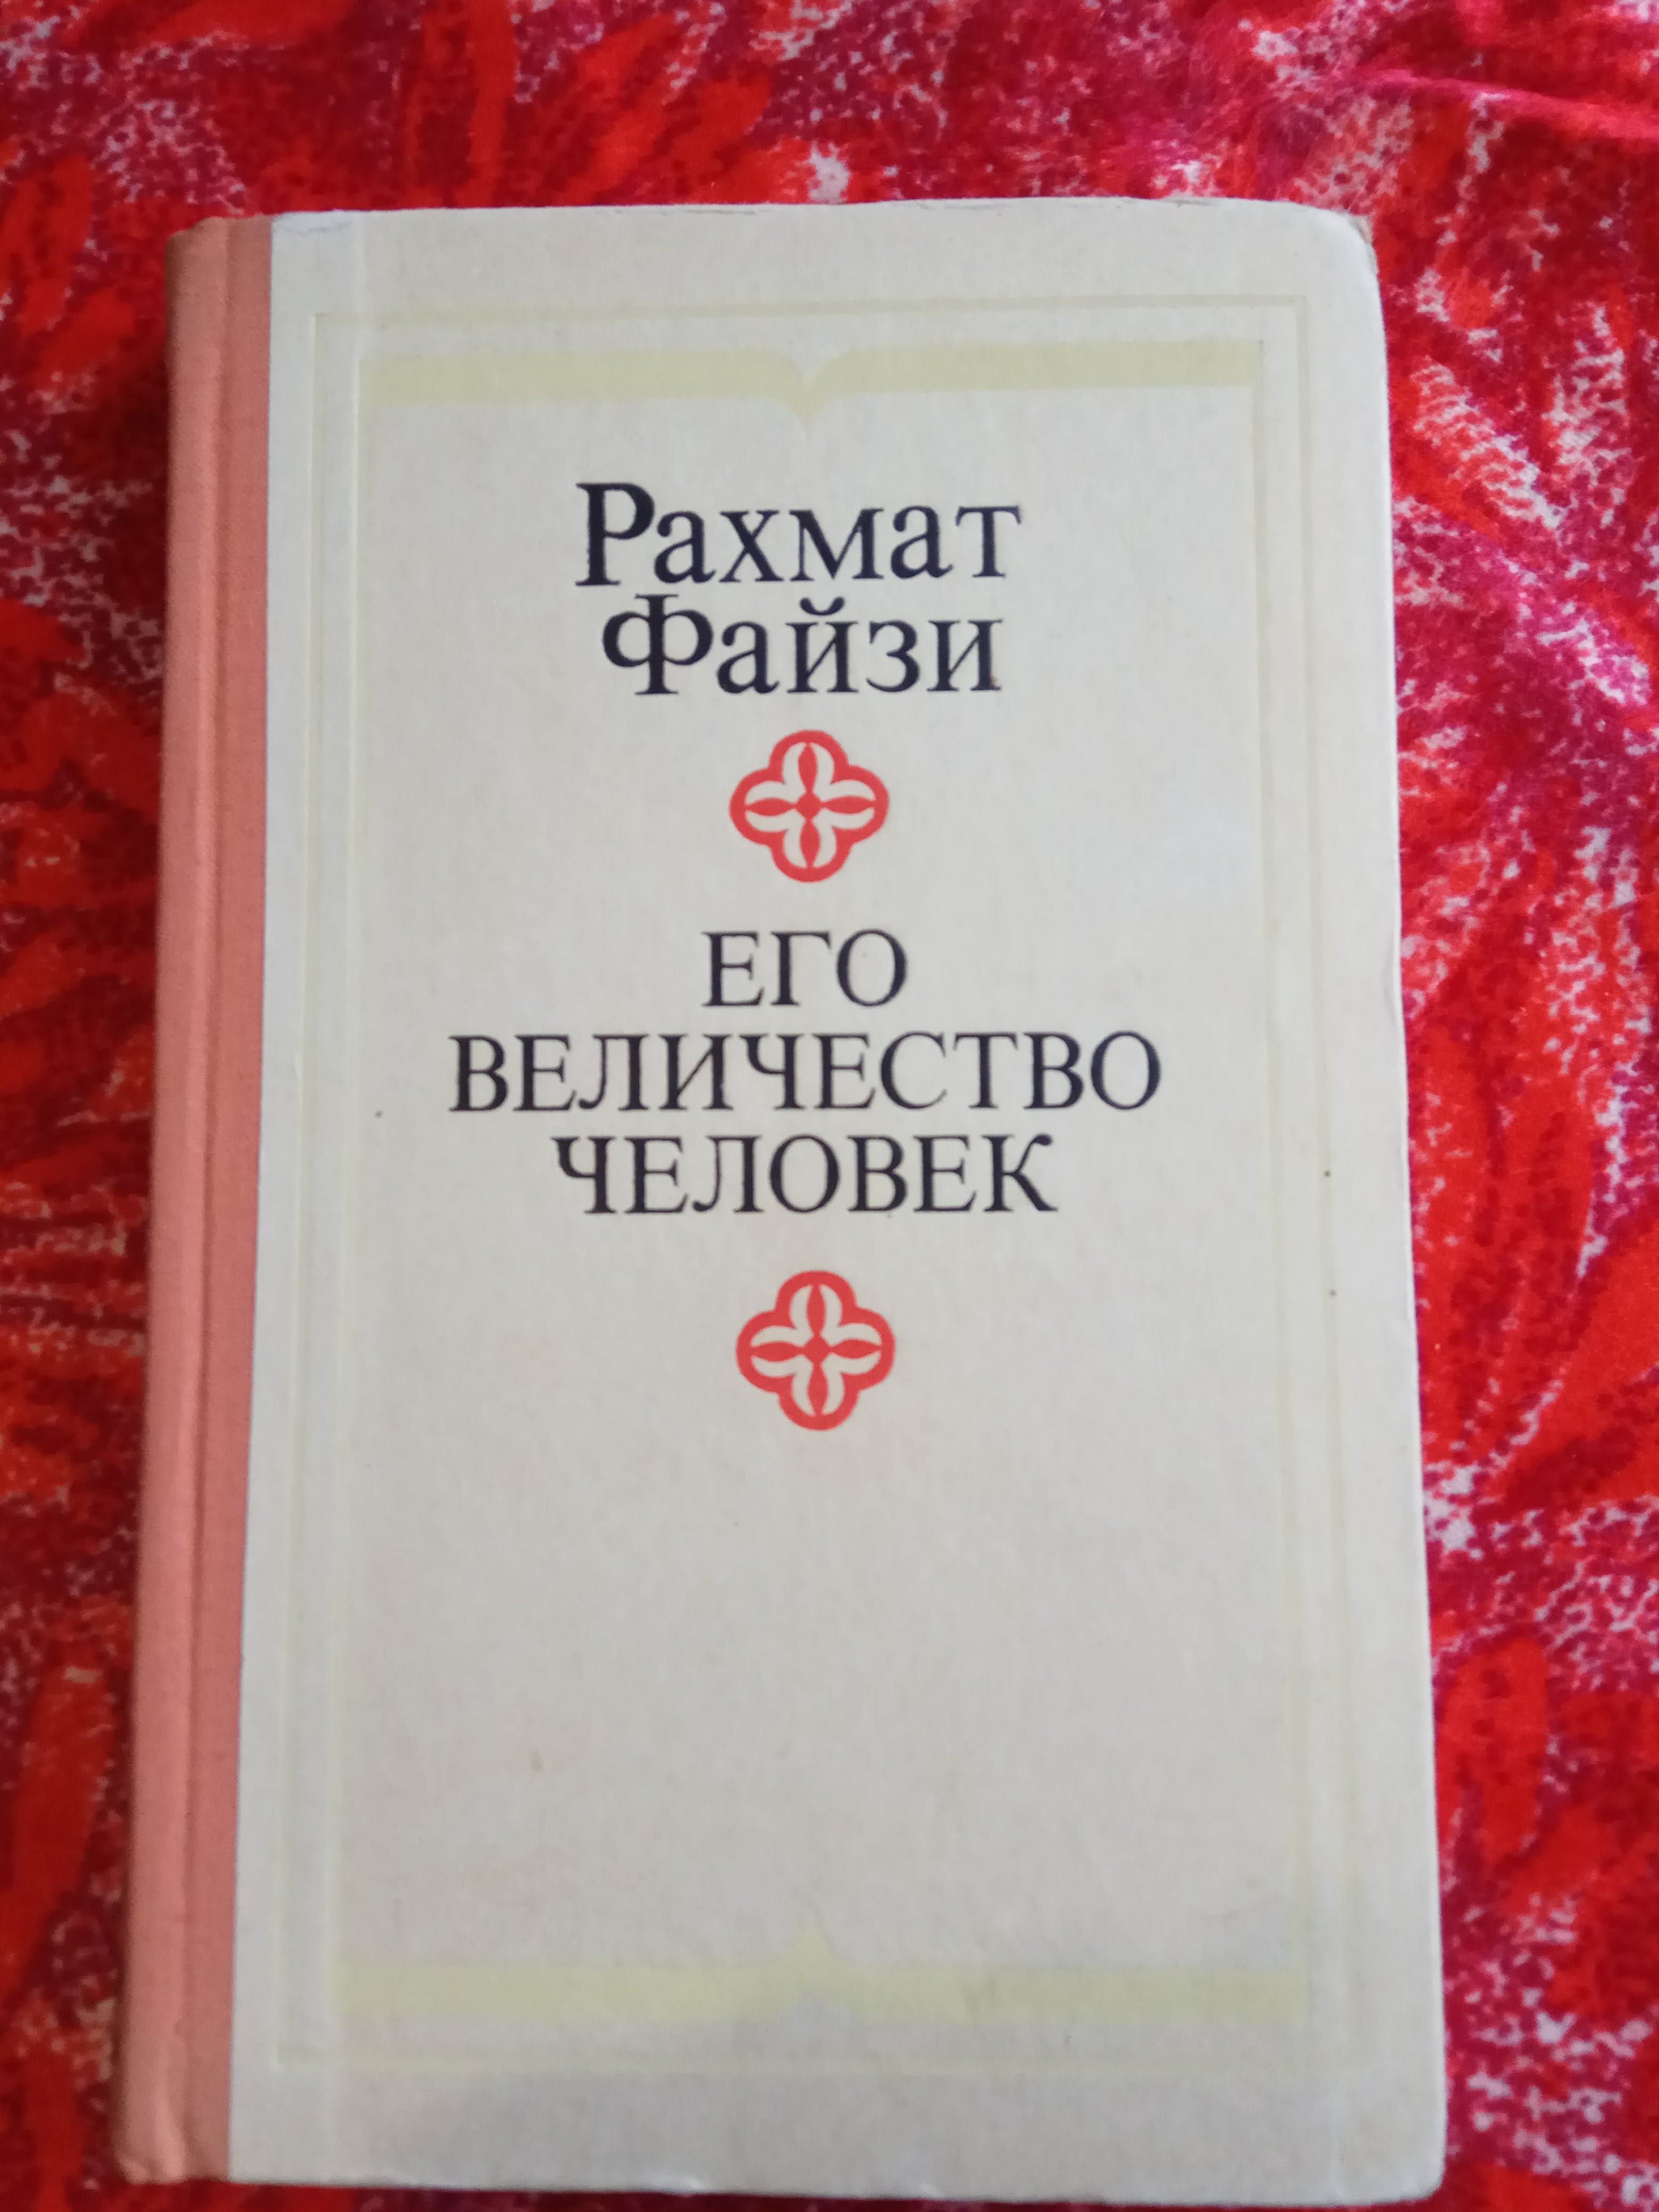 Рахмат
Файзи
ЕГО
ВЕЛИЧЕСТВО
ЧЕЛОВЕК